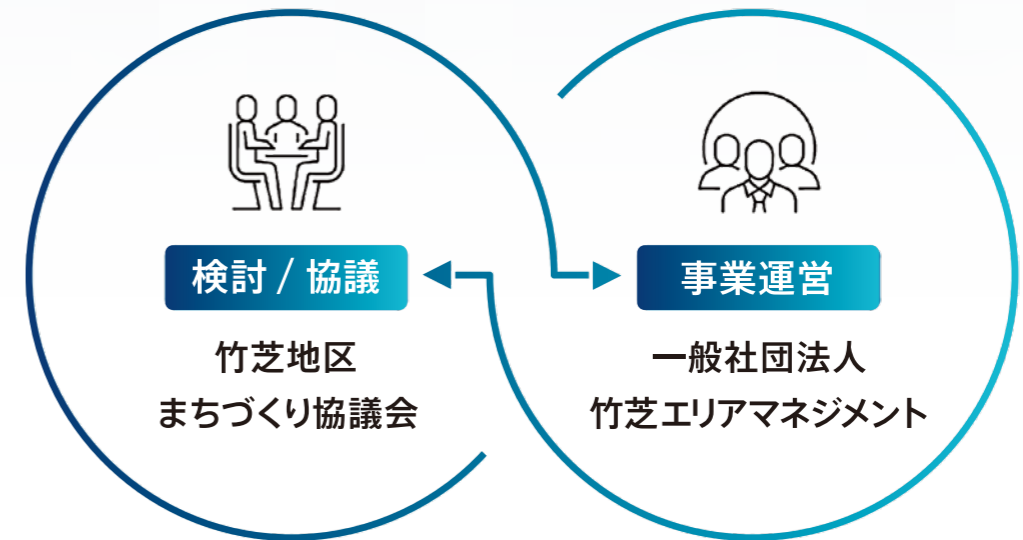 検討 / 協議
竹芝地区
まちづくり協議会
事業運営
一般社団法人
竹芝エリアマネジメント